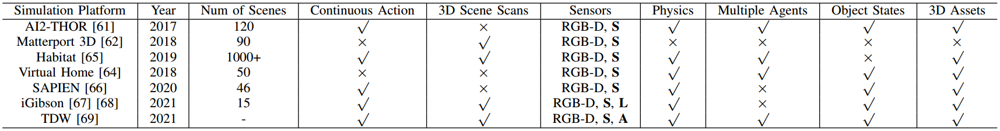 Simulation Platform Year Num of Scenes Continuous Action 3D Scene Scans Sensors Physics Multiple Agents Object States 3D Assets
AI2-THOR [61] 2017 120 √ × RGB-D, S √ √ √ √
Matterport 3D [62] 2018 90 × √ RGB-D, S × × × ×
Habitat [65] 2019 1000+ √ √ RGB-D, S √ √ × √
Virtual Home [64] 2018 50 × × RGB-D, S √ √ √ √
SAPIEN [66] 2020 46 √ × RGB-D, S √ × √ √
iGibson [67] [68] 2021 15 √ √ RGB-D, S, L √ × √ √
TDW [69] 2021 - √ √ RGB-D, S, A √ √ √ √